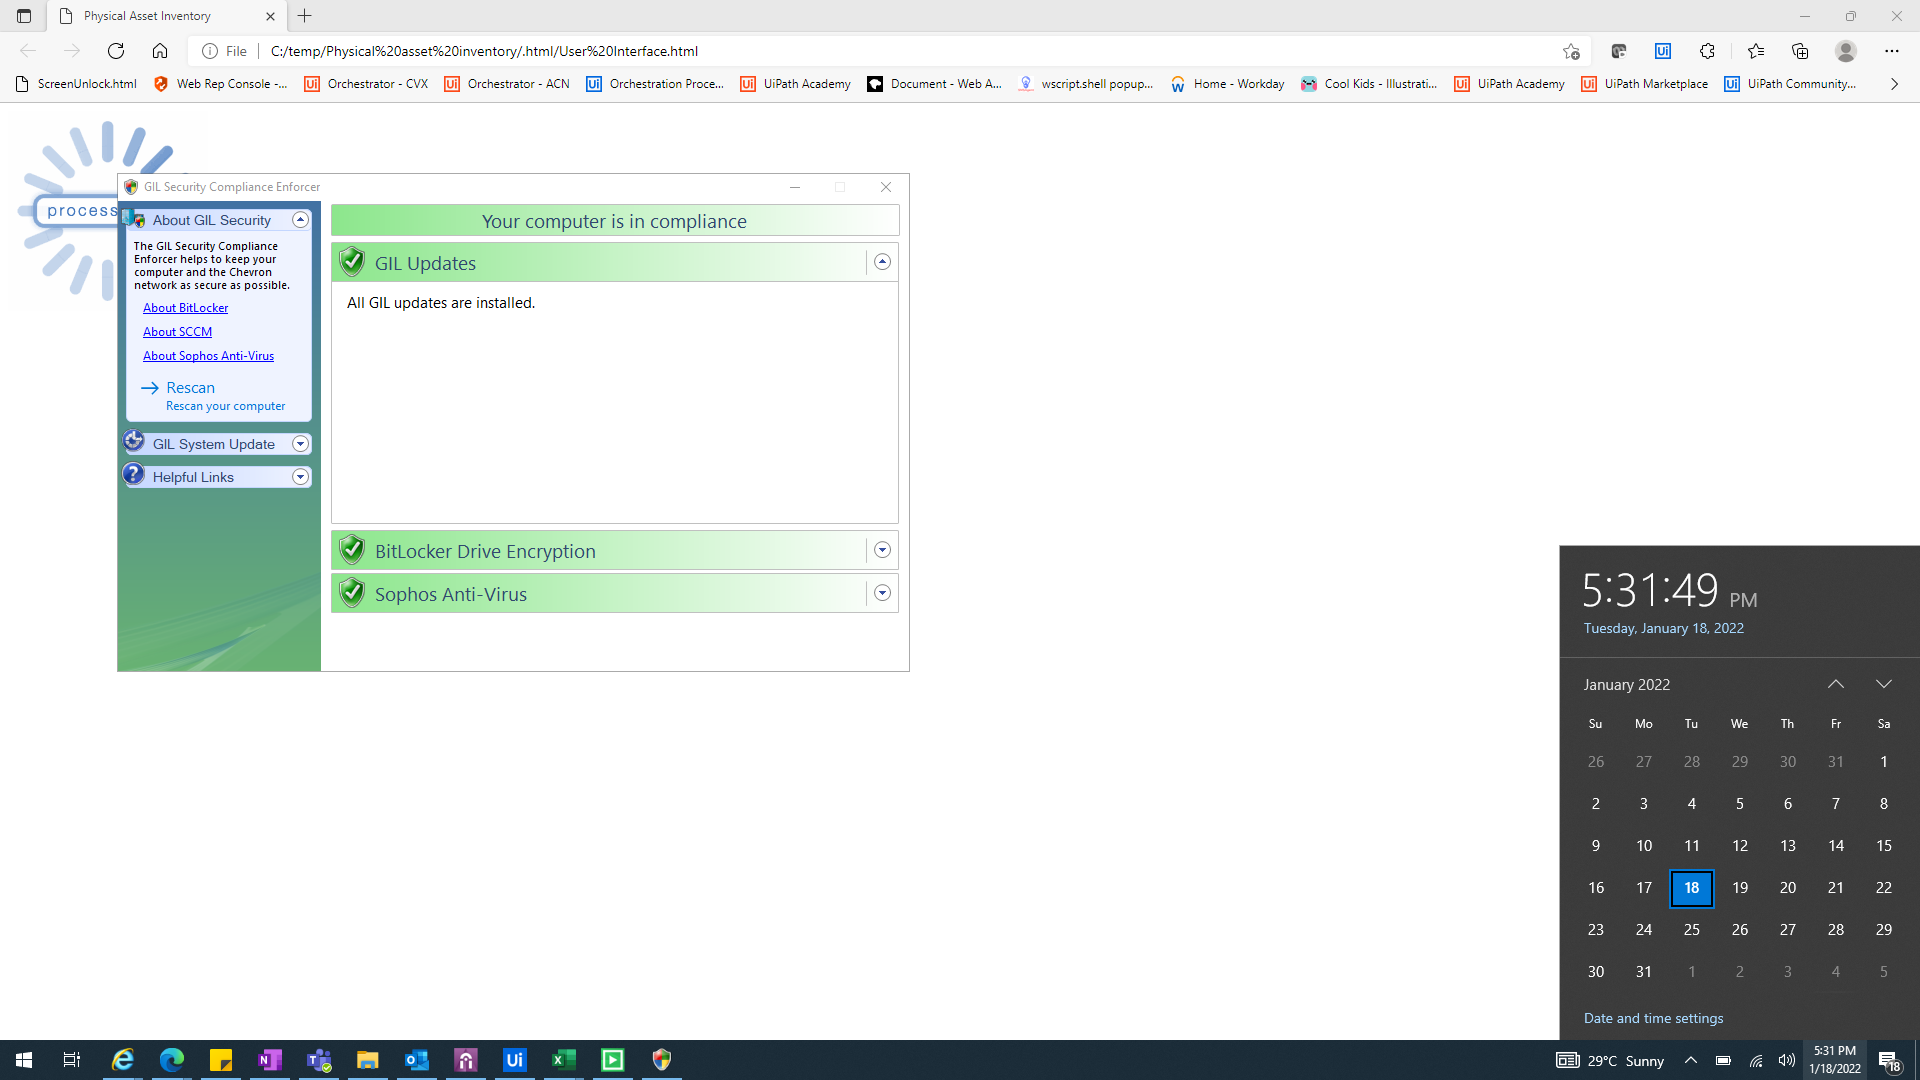 Physical Asset Inventory
File
C:/temp/Physical%20asset%20inventory/.html/User%20Interface.html
Ui
ScreenUnlock.html
Web Rep Console -...
Ui Orchestrator - CVX
Ui Orchestrator - ACN
Ui Orchestration Proce...
Ui UiPath Academy
Document - Web A...
wscript.shell popup...
Home - Workday
Cool Kids - Illustrati...
Ui UiPath Academy
Ui UiPath Marketplace
Ui UiPath Community...
process
GIL Security Compliance Enforcer
About GIL Security
The GIL Security Compliance
Enforcer helps to keep your
computer and the Chevron
network as secure as possible.
About BitLocker
About SCCM
About Sophos Anti-Virus
Rescan
Rescan your computer
GIL System Update
Helpful Links
Your computer is in compliance
GIL Updates
All GIL updates are installed.
BitLocker Drive Encryption
Sophos Anti-Virus
5:31:49 PM
Tuesday, January 18, 2022
January 2022
Su Mo Tu We Th Fr Sa
26 27 28 29 30 31 1
2 3 4 5 6 7 8
9 10 11 12 13 14 15
16 17 18 19 20 21 22
23 24 25 26 27 28 29
30 31 1 2 3 4 5
Date and time settings
Ui
29°C Sunny
5:31 PM
1/18/2022
18